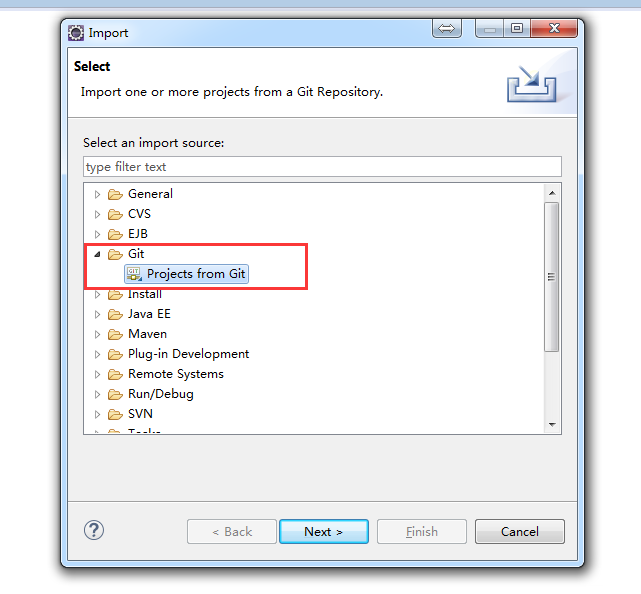 Import
Select
Import one or more projects from a Git Repository.
Select an import source:
type filter text
General
CVS
EJB
Git
GIT
Projects from Git
Install
Java EE
Maven
Plug-in Development
Remote Systems
Run/Debug
SVN
Tasks
< Back
Next >
Finish
Cancel